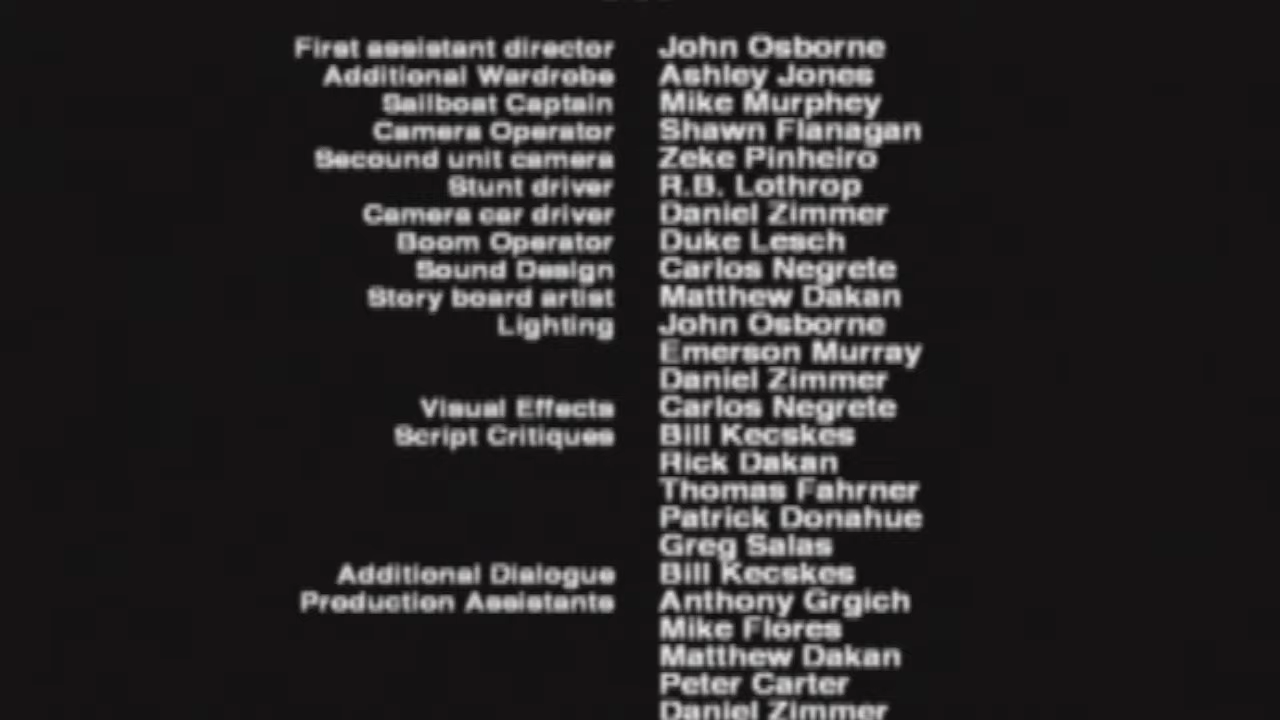 First assistant director John Osborne
Additional Wardrobe Ashley Jones
Sailboat Captain Mike Murphey
Camera Operator Shawn Flanagan
Secound unit camera Zeke Pinheiro
Stunt driver R.B. Lothrop
Camera car driver Daniel Zimmer
Boom Operator Duke Lesch
Sound Design Carlos Negrete
Story board artist Matthew Dakan
Lighting John Osborne
Emerson Murray
Daniel Zimmer
Visual Effects Carlos Negrete
Script Critiques Bill Kecskes
Rick Dakan
Thomas Fahrner
Patrick Donahue
Greg Salas
Additional Dialogue Bill Kecskes
Production Assistants Anthony Grgich
Mike Flores
Matthew Dakan
Peter Carter
Daniel Zimmer